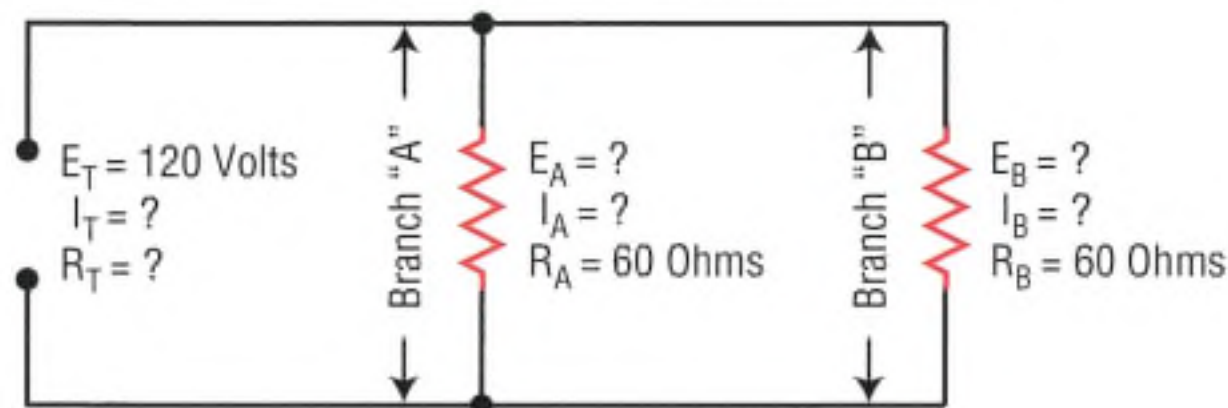 E_T = 120 Volts
I_T = ?
R_T = ?
Branch "A"
E_A = ?
I_A = ?
R_A = 60 Ohms
Branch "B"
E_B = ?
I_B = ?
R_B = 60 Ohms